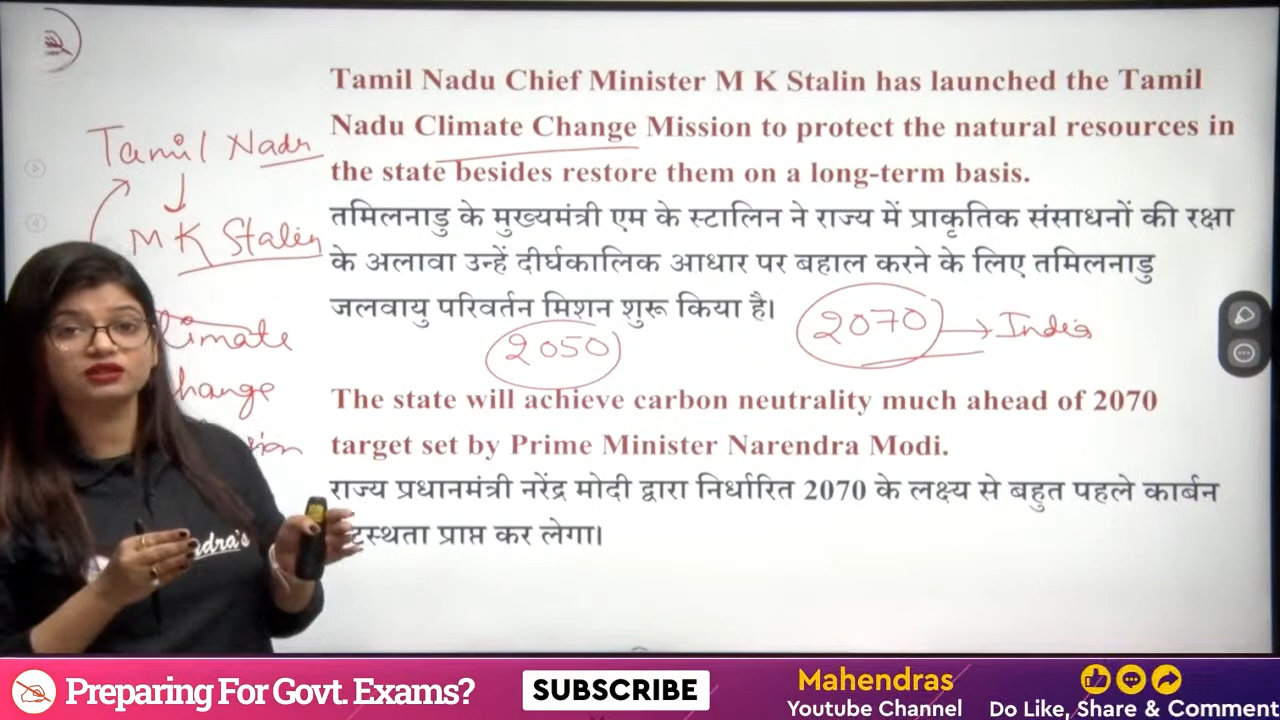 Tamil Nadu Chief Minister M K Stalin has launched the Tamil
Nadu Climate Change Mission to protect the natural resources in
the state besides restore them on a long-term basis.
तमिलनाडु के मुख्यमंत्री एम के स्टालिन ने राज्य में प्राकृतिक संसाधनों की रक्षा
के अलावा उन्हें दीर्घकालिक आधार पर बहाल करने के लिए तमिलनाडु
जलवायु परिवर्तन मिशन शुरू किया है।
Tamil Nadu
M K Stalin
2050
2070 → India
The state will achieve carbon neutrality much ahead of 2070
target set by Prime Minister Narendra Modi.
राज्य प्रधानमंत्री नरेंद्र मोदी द्वारा निर्धारित 2070 के लक्ष्य से बहुत पहले कार्बन
प्राप्त कर लेगा।
Preparing For Govt. Exams?
SUBSCRIBE
Mahendras
YouTube Channel
Do Like, Share & Comment